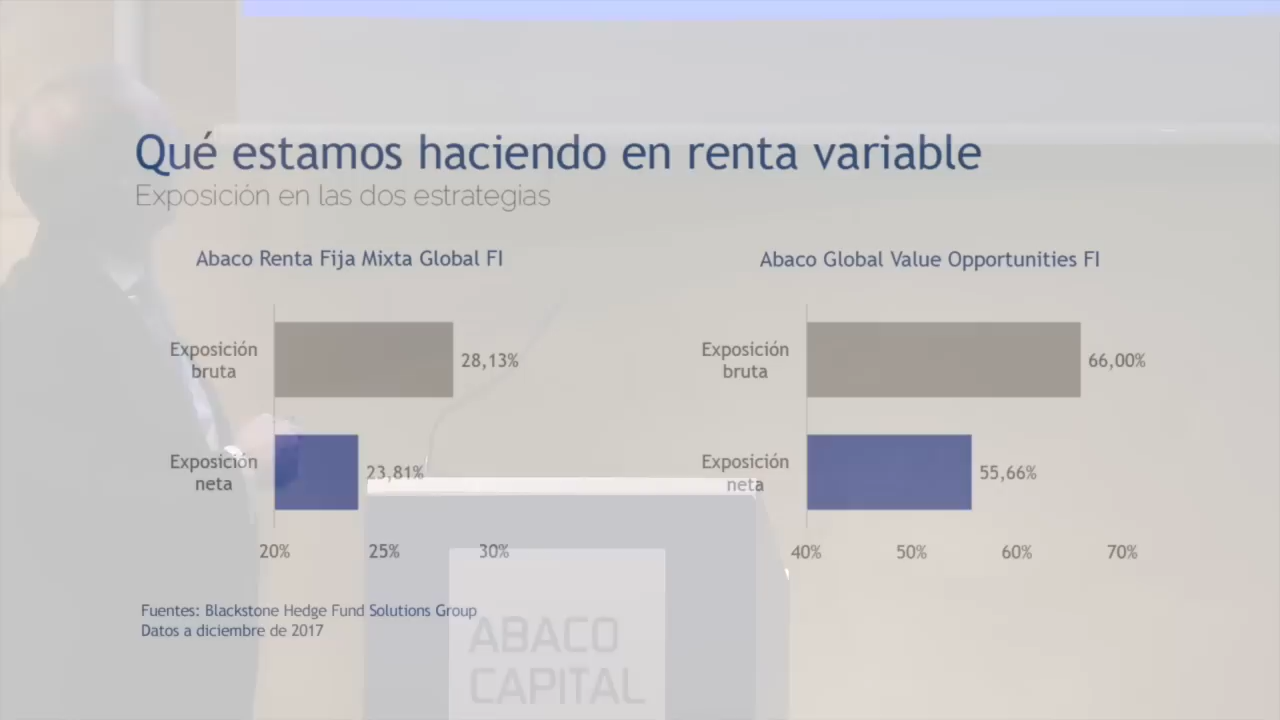 Qué estamos haciendo en renta variable
Exposición en las dos estrategias
Abaco Renta Fija Mixta Global FI
Exposición
bruta
28,13%
Exposición
neta
23,81%
20% 25% 30%
Abaco Global Value Opportunities FI
Exposición
bruta
66,00%
Exposición
neta
55,66%
40% 50% 60% 70%
Fuentes: Blackstone Hedge Fund Solutions Group
Datos a diciembre de 2017
ABACO
CAPITAL